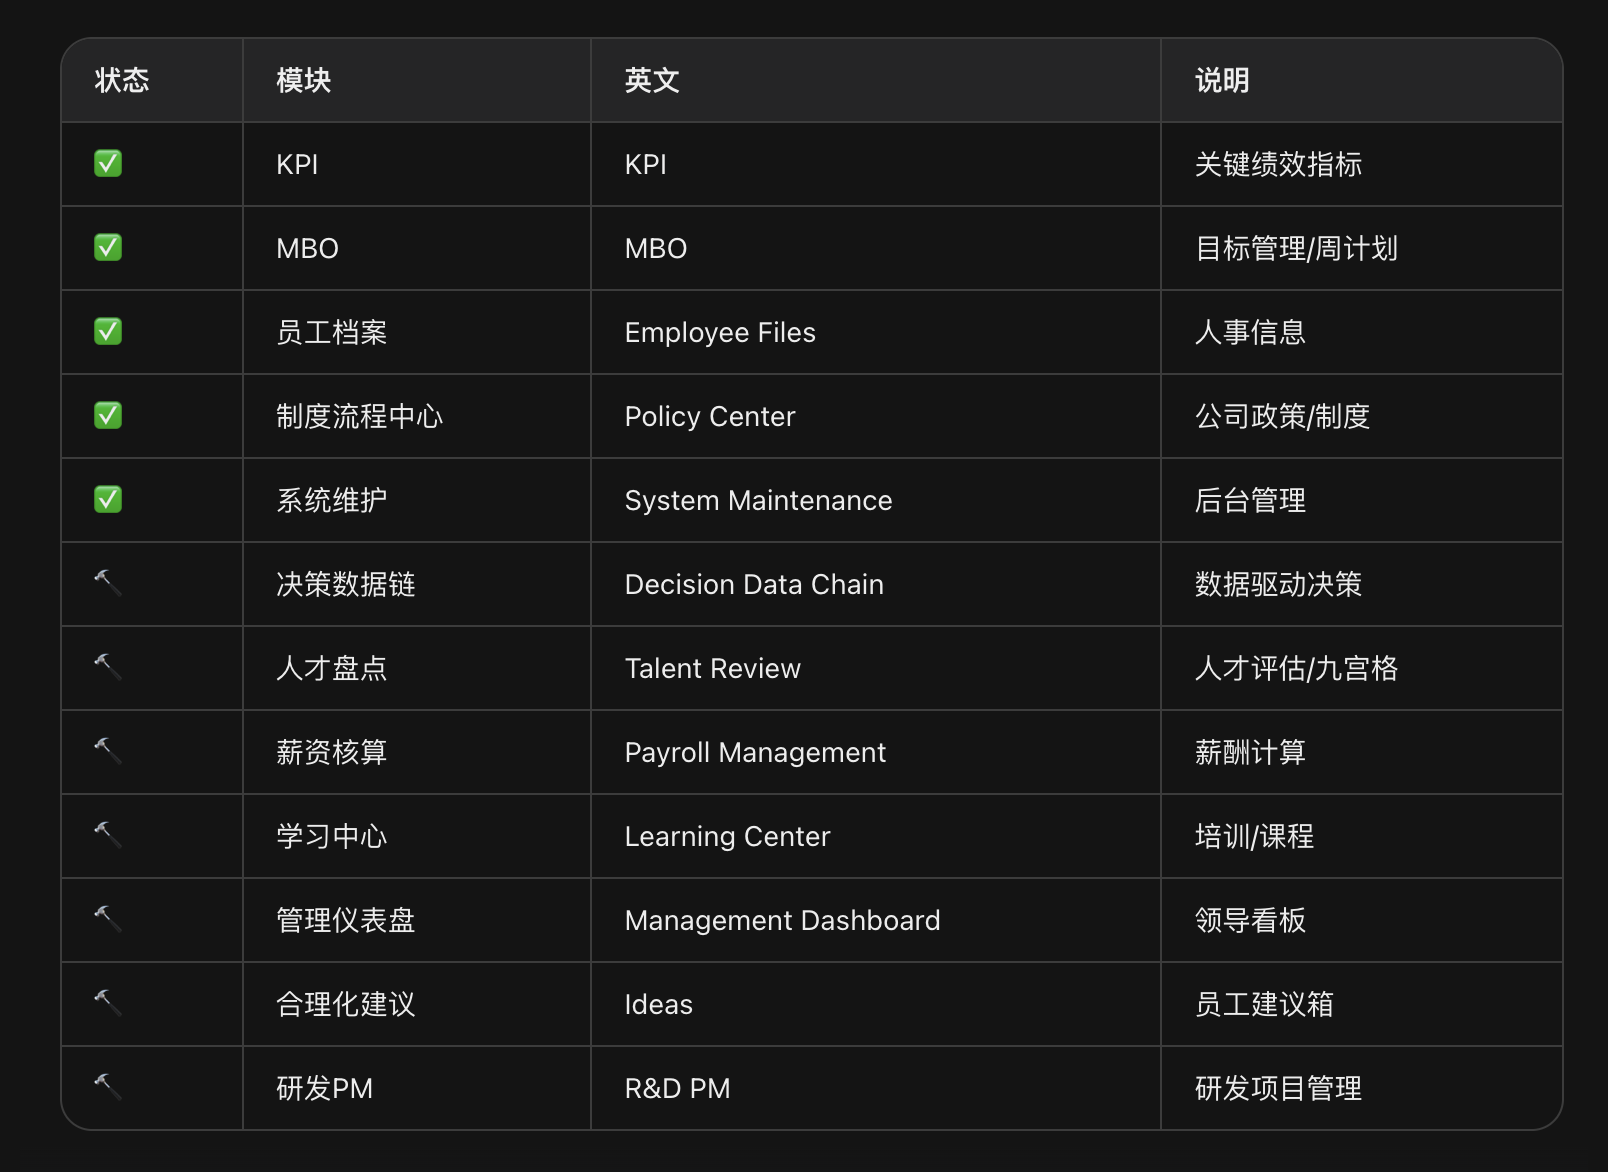 状态 模块 英文 说明
✅ KPI KPI 关键绩效指标
✅ MBO MBO 目标管理/周计划
✅ 员工档案 Employee Files 人事信息
✅ 制度流程中心 Policy Center 公司政策/制度
✅ 系统维护 System Maintenance 后台管理
🔨 决策数据链 Decision Data Chain 数据驱动决策
🔨 人才盘点 Talent Review 人才评估/九宫格
🔨 薪资核算 Payroll Management 薪酬计算
🔨 学习中心 Learning Center 培训/课程
🔨 管理仪表盘 Management Dashboard 领导看板
🔨 合理化建议 Ideas 员工建议箱
🔨 研发PM R&D PM 研发项目管理